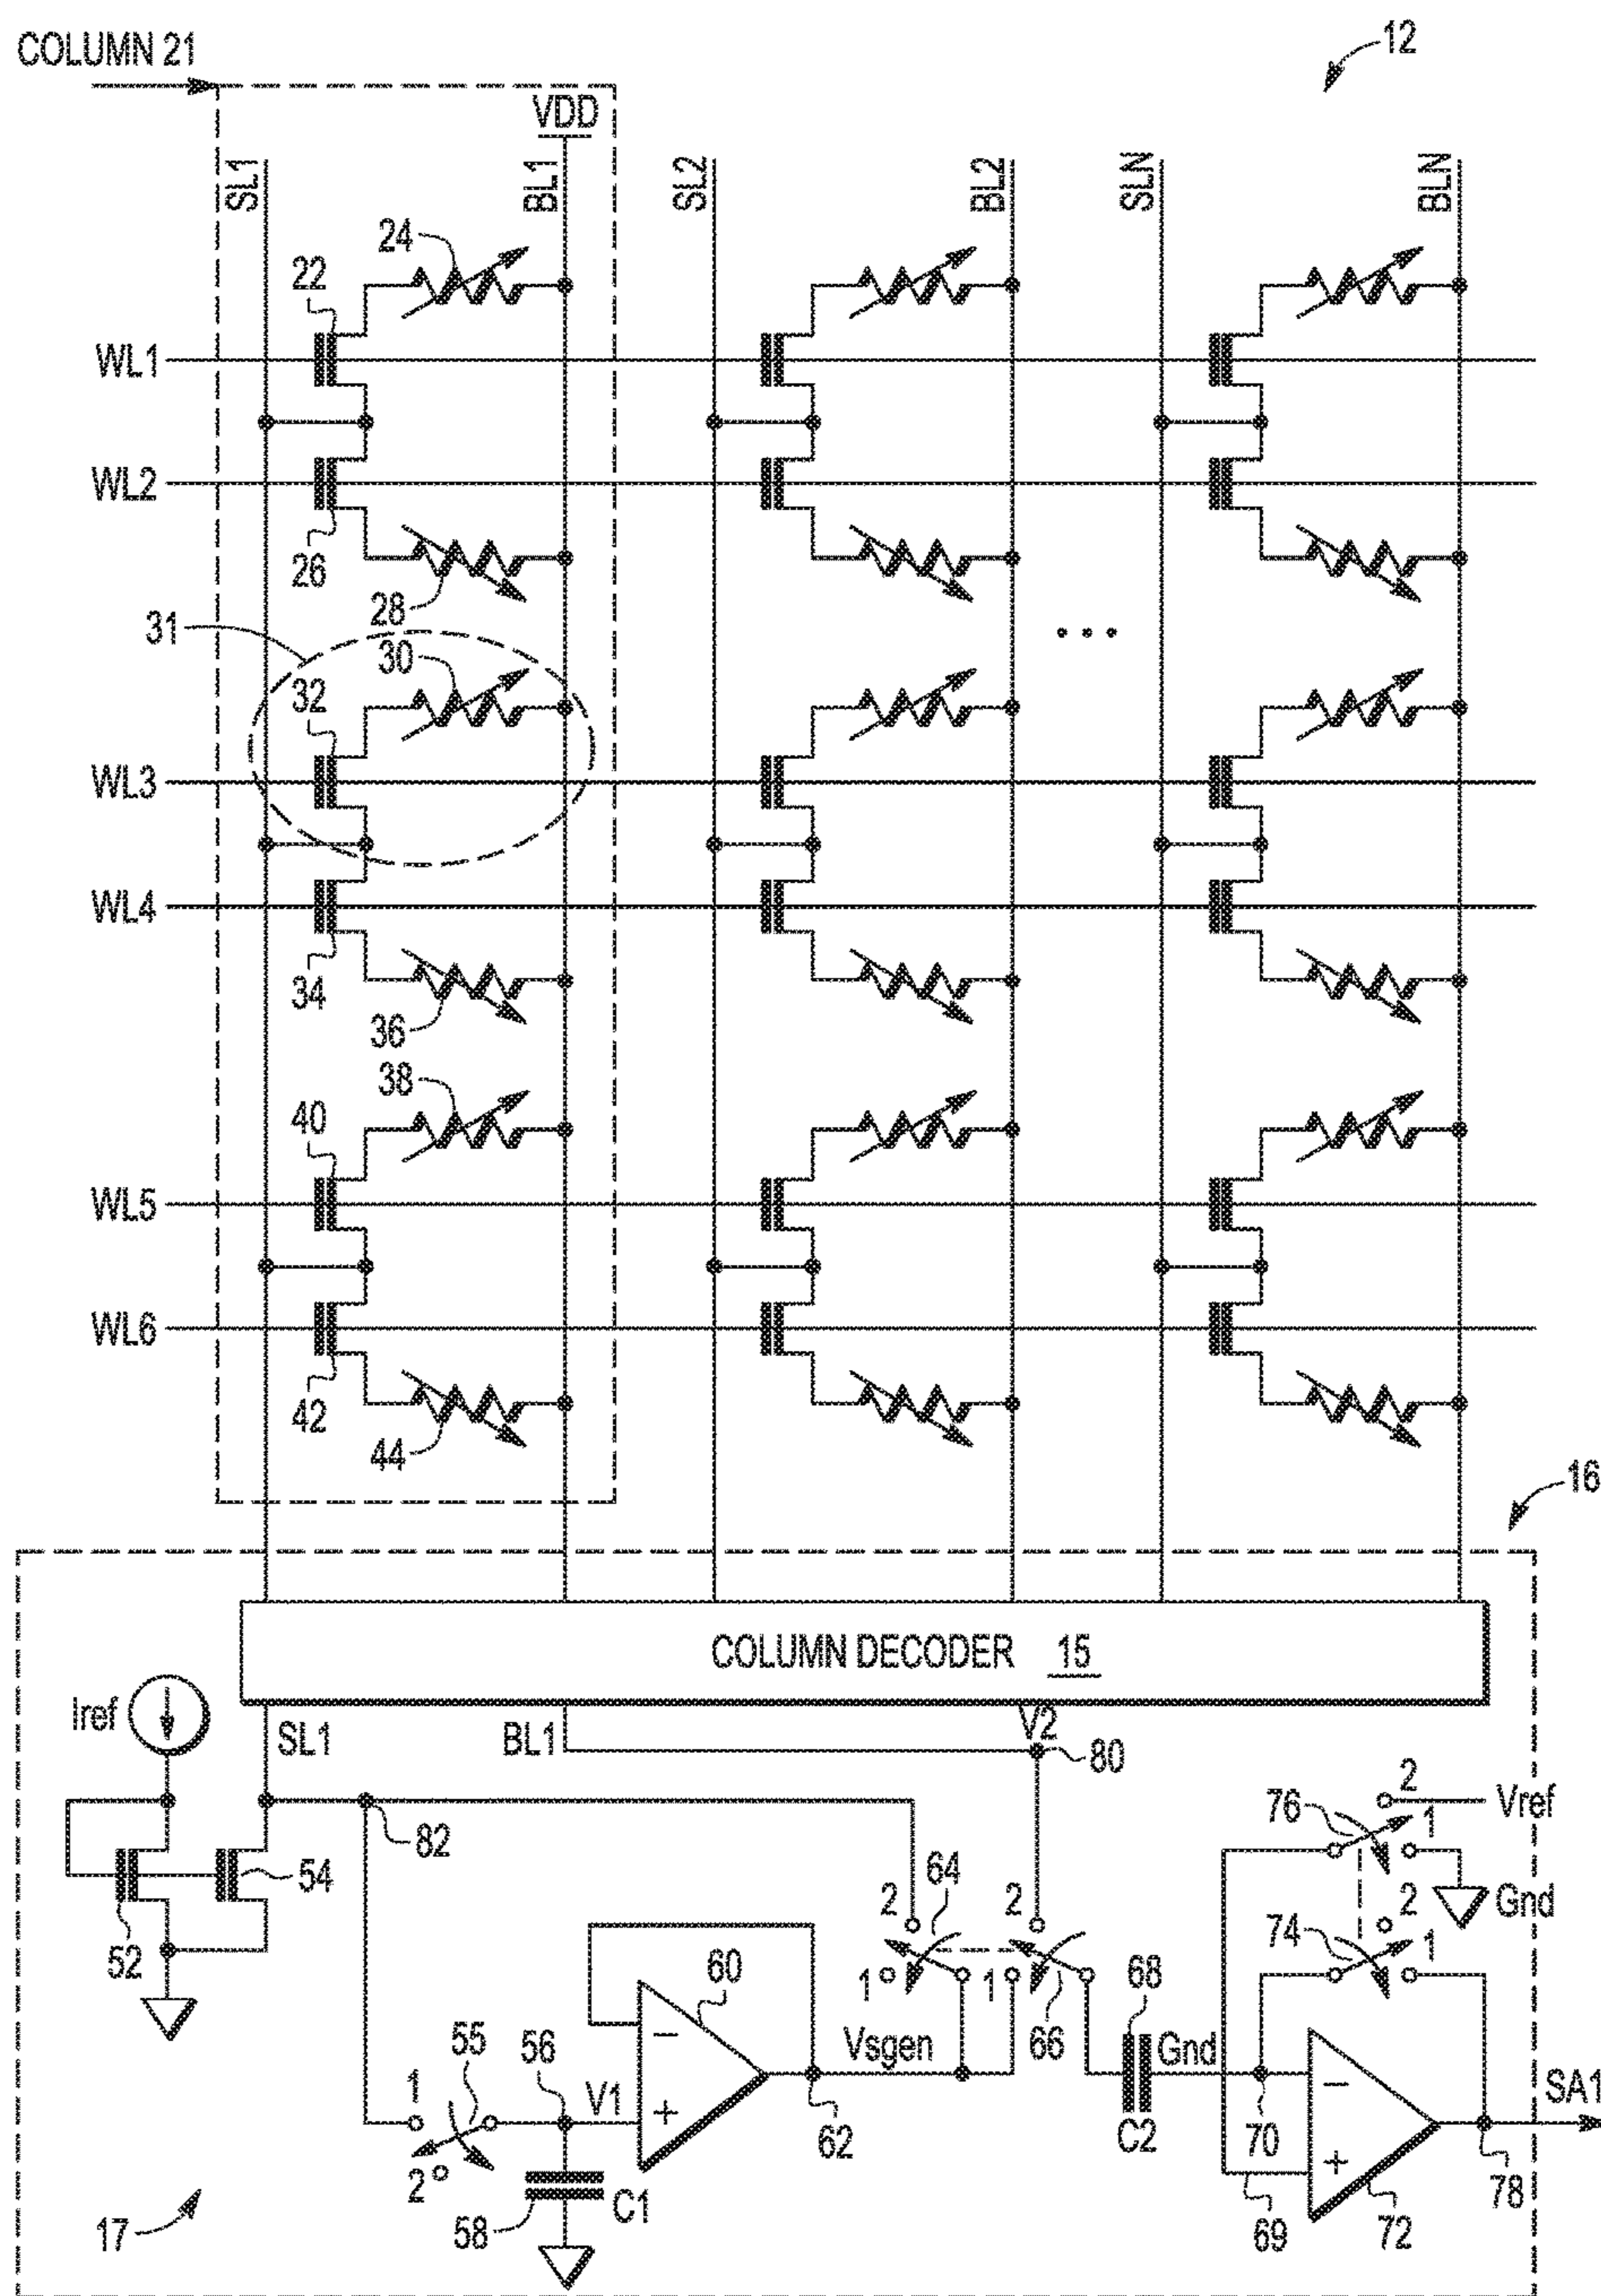 COLUMN 21
12
VDD
SL1
BL1
SL2
BL2
SLN
BLN
24
22
WL1
WL2
26
28
31
30
32
WL3
WL4
34
36
38
40
WL5
WL6
42
44
16
COLUMN DECODER 15
Iref
SL1
BL1
V2
80
82
54
52
2
76
Vref
1
Gnd
2
64
2
1
1
66
68
2
74
1
60
Vsgen
Gnd
C2
55
56
1
V1
62
70
SA1
2
58
C1
69
72
78
17